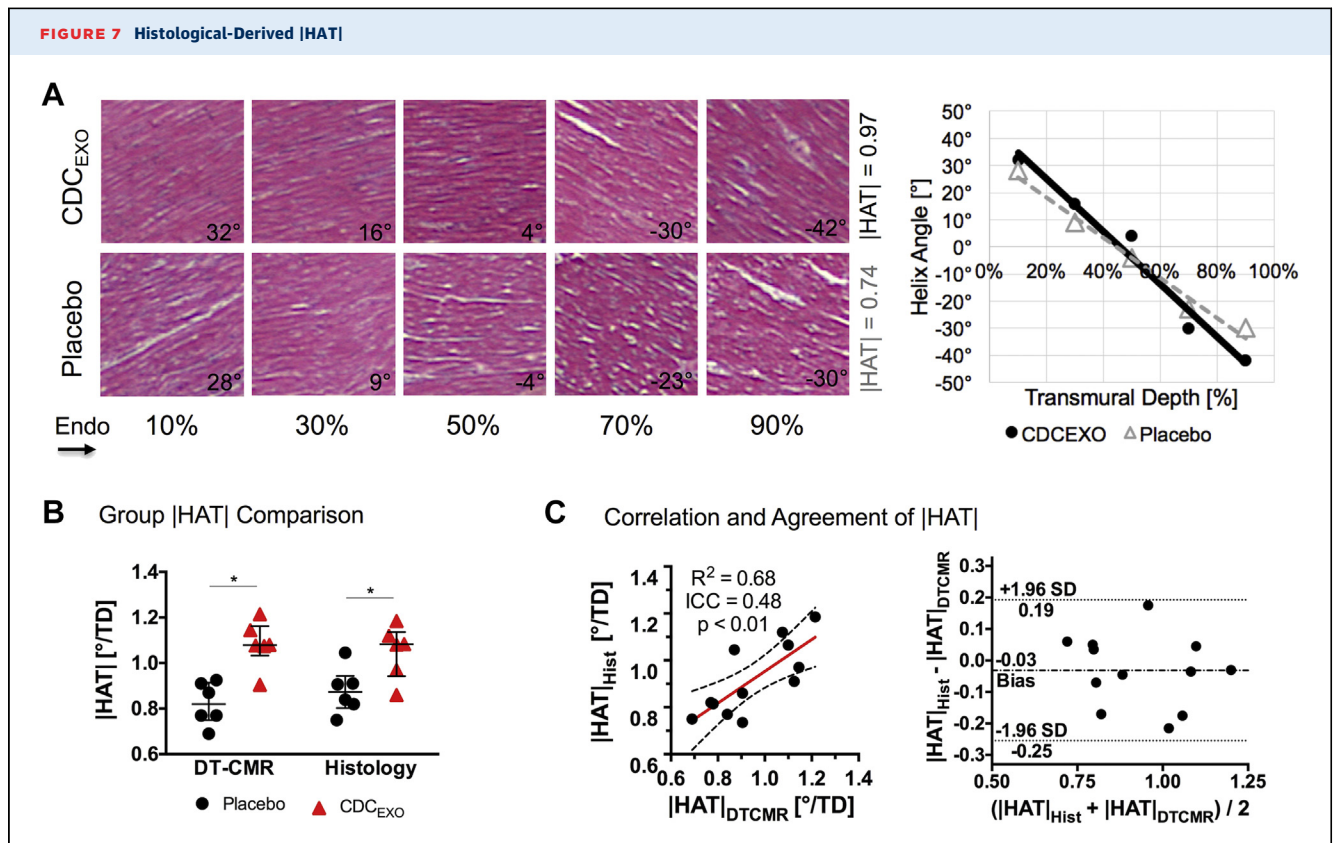 FIGURE 7 Histological-Derived |HAT|
A
CDCEXO
32°
16°
4°
-30°
-42°
|HAT| = 0.97
Placebo
28°
9°
-4°
-23°
-30°
|HAT| = 0.74
Endo
10%
30%
50%
70%
90%
Helix Angle [°]
50°
40°
30°
20°
10°
0°
-10°
-20°
-30°
-40°
-50°
0% 20% 40% 60% 80% 100%
Transmural Depth [%]
CDCEXO Placebo
B Group |HAT| Comparison
|HAT| [°/TD]
1.4
1.2
1.0
0.8
0.6
*
*
DT-CMR Histology
Placebo CDCEXO
C Correlation and Agreement of |HAT|
|HAT|Hist [°/TD]
1.4
1.2
1.0
0.8
0.6
R² = 0.68
ICC = 0.48
p < 0.01
0.6 0.8 1.0 1.2 1.4
|HAT|DTCMR [°/TD]
|HAT|Hist - |HAT|DTCMR
0.3
0.2
0.1
0.0
-0.1
-0.2
-0.3
+1.96 SD
0.19
-0.03
Bias
-1.96 SD
-0.25
0.50 0.75 1.00 1.25
(|HAT|Hist + |HAT|DTCMR) / 2